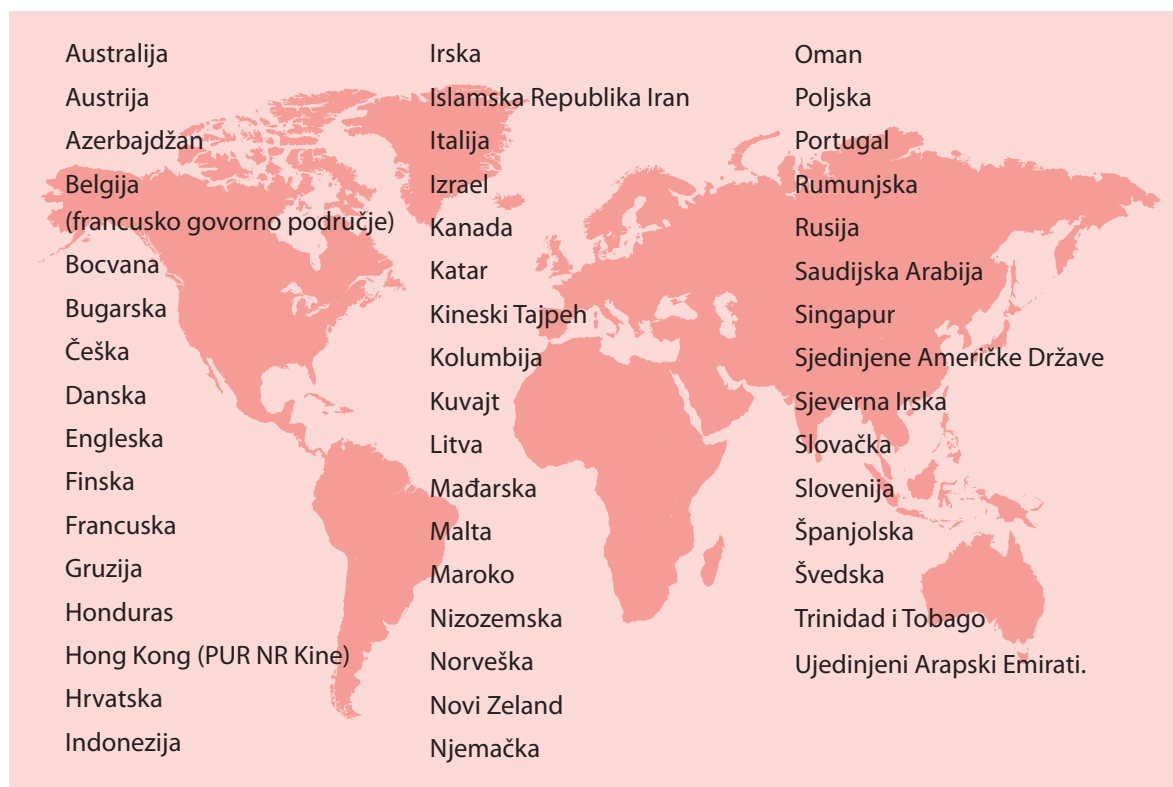 Australija
Austrija
Azerbajdžan
Belgija
(francusko govorno područje)
Bocvana
Bugarska
Češka
Danska
Engleska
Finska
Francuska
Gruzija
Honduras
Hong Kong (PUR NR Kine)
Hrvatska
Indonezija
Irska
Islamska Republika Iran
Italija
Izrael
Kanada
Katar
Kineski Tajpeh
Kolumbija
Kuvajt
Litva
Mađarska
Malta
Maroko
Nizozemska
Norveška
Novi Zeland
Njemačka
Oman
Poljska
Portugal
Rumunjska
Rusija
Saudijska Arabija
Singapur
Sjedinjene Američke Države
Sjeverna Irska
Slovačka
Slovenija
Španjolska
Švedska
Trinidad i Tobago
Ujedinjeni Arapski Emirati.